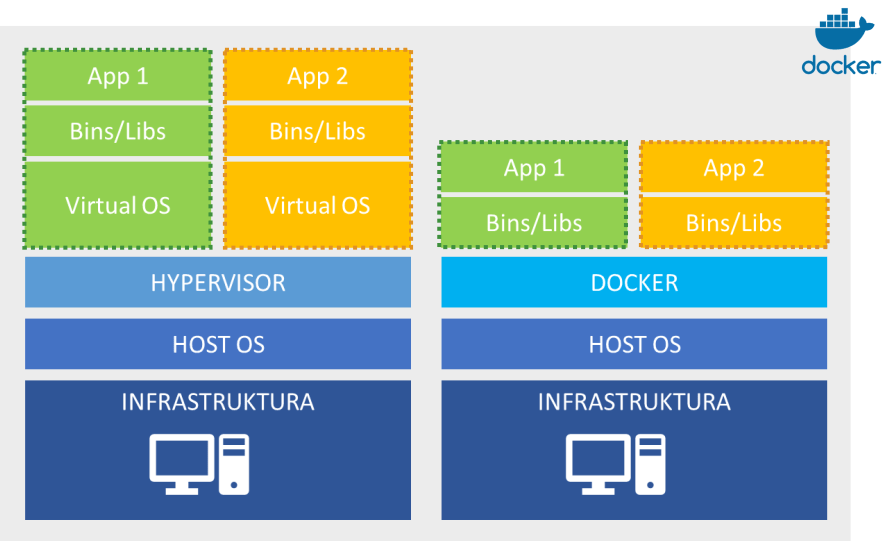 docker
App 1
Bins/Libs
Virtual OS
App 2
Bins/Libs
Virtual OS
HYPERVISOR
HOST OS
INFRASTRUKTURA
App 1
Bins/Libs
App 2
Bins/Libs
DOCKER
HOST OS
INFRASTRUKTURA